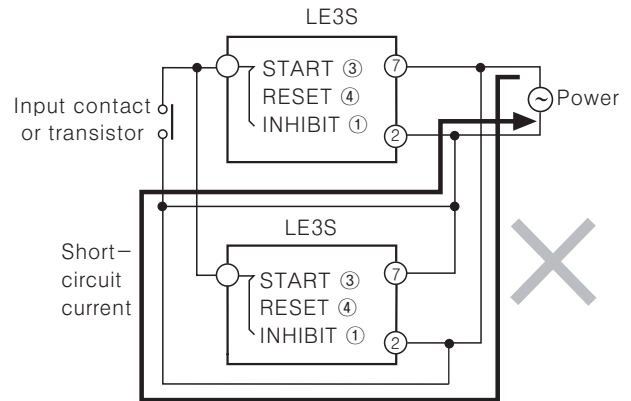 LE3S
START ③
RESET ④
INHIBIT ①
⑦
②
Input contact
or transistor
Power
LE3S
START ③
RESET ④
INHIBIT ①
⑦
②
Short-
circuit
current